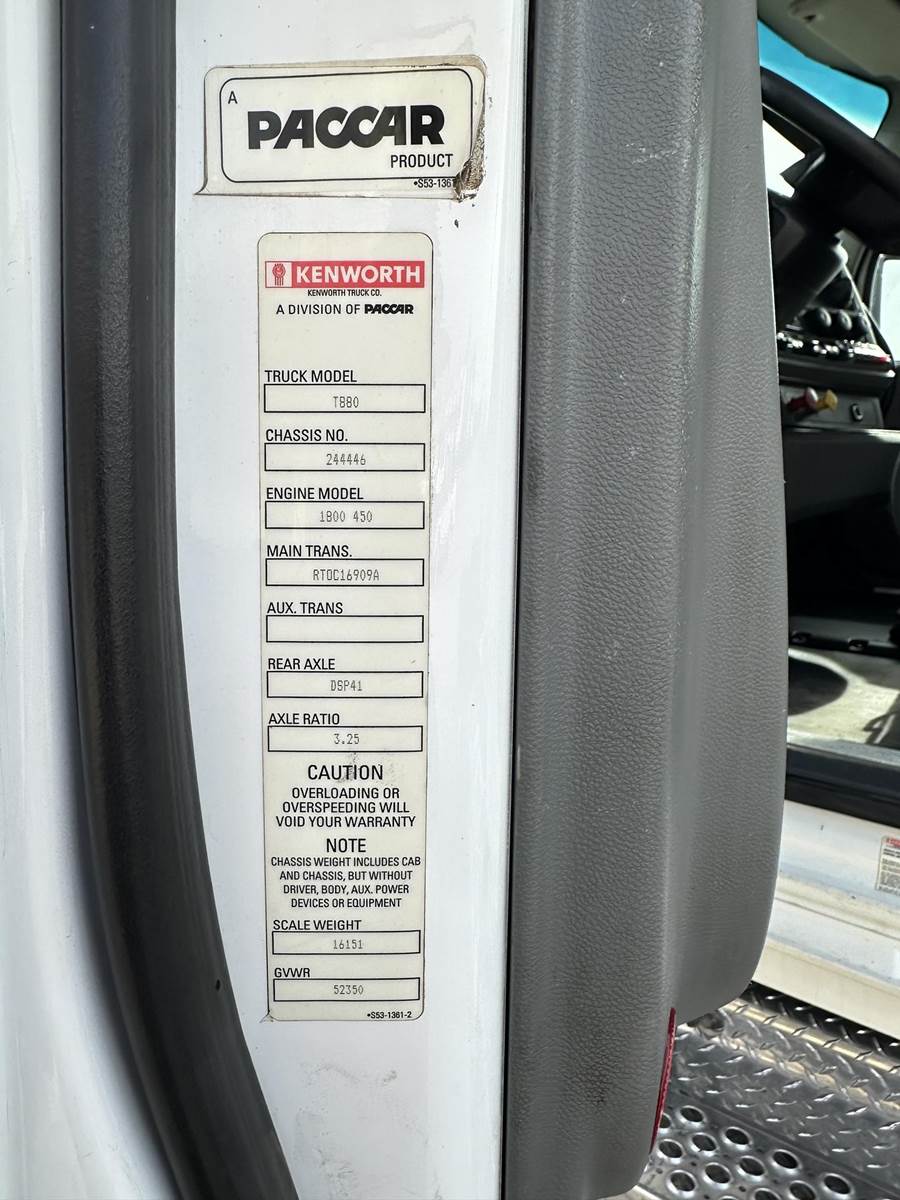 A
PACCAR
PRODUCT
•S53-1361
KENWORTH
KENWORTH TRUCK CO.
A DIVISION OF PACCAR
TRUCK MODEL
T880
CHASSIS NO.
244446
ENGINE MODEL
1800 450
MAIN TRANS.
RTOC16909A
AUX. TRANS
REAR AXLE
DSP41
AXLE RATIO
3.25
CAUTION
OVERLOADING OR
OVERSPEEDING WILL
VOID YOUR WARRANTY
NOTE
CHASSIS WEIGHT INCLUDES CAB
AND CHASSIS, BUT WITHOUT
DRIVER, BODY, AUX. POWER
DEVICES OR EQUIPMENT
SCALE WEIGHT
16151
GVWR
52350
•S53-1361-2